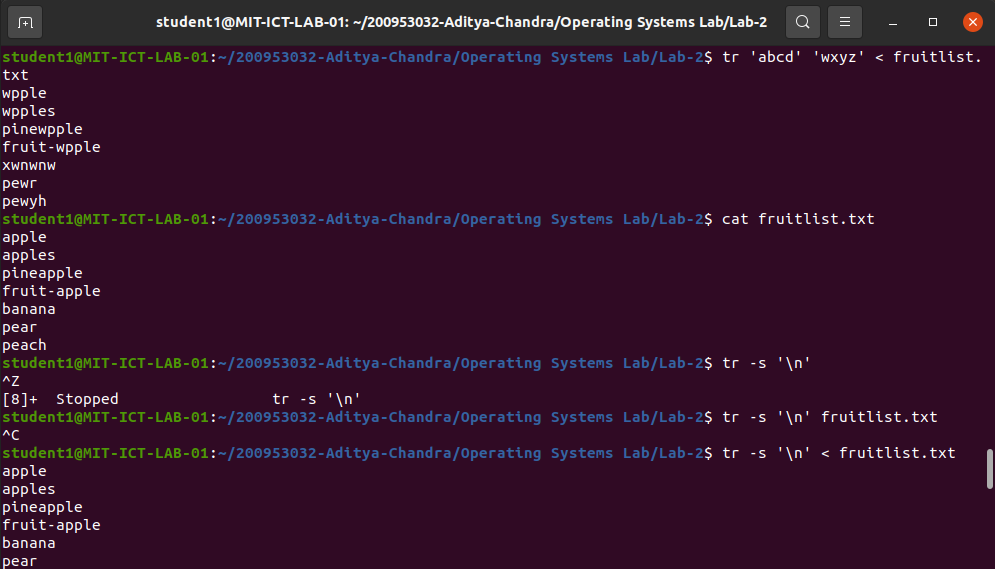 student1@MIT-ICT-LAB-01: ~/200953032-Aditya-Chandra/Operating Systems Lab/Lab-2
student1@MIT-ICT-LAB-01:~/200953032-Aditya-Chandra/Operating Systems Lab/Lab-2$ tr 'abcd' 'wxyz' < fruitlist.
txt
wpple
wpples
pinewpple
fruit-wpple
xwnwnw
pewr
pewyh
student1@MIT-ICT-LAB-01:~/200953032-Aditya-Chandra/Operating Systems Lab/Lab-2$ cat fruitlist.txt
apple
apples
pineapple
fruit-apple
banana
pear
peach
student1@MIT-ICT-LAB-01:~/200953032-Aditya-Chandra/Operating Systems Lab/Lab-2$ tr -s '\n'
^Z
[8]+  Stopped                 tr -s '\n'
student1@MIT-ICT-LAB-01:~/200953032-Aditya-Chandra/Operating Systems Lab/Lab-2$ tr -s '\n' fruitlist.txt
^C
student1@MIT-ICT-LAB-01:~/200953032-Aditya-Chandra/Operating Systems Lab/Lab-2$ tr -s '\n' < fruitlist.txt
apple
apples
pineapple
fruit-apple
banana
pear